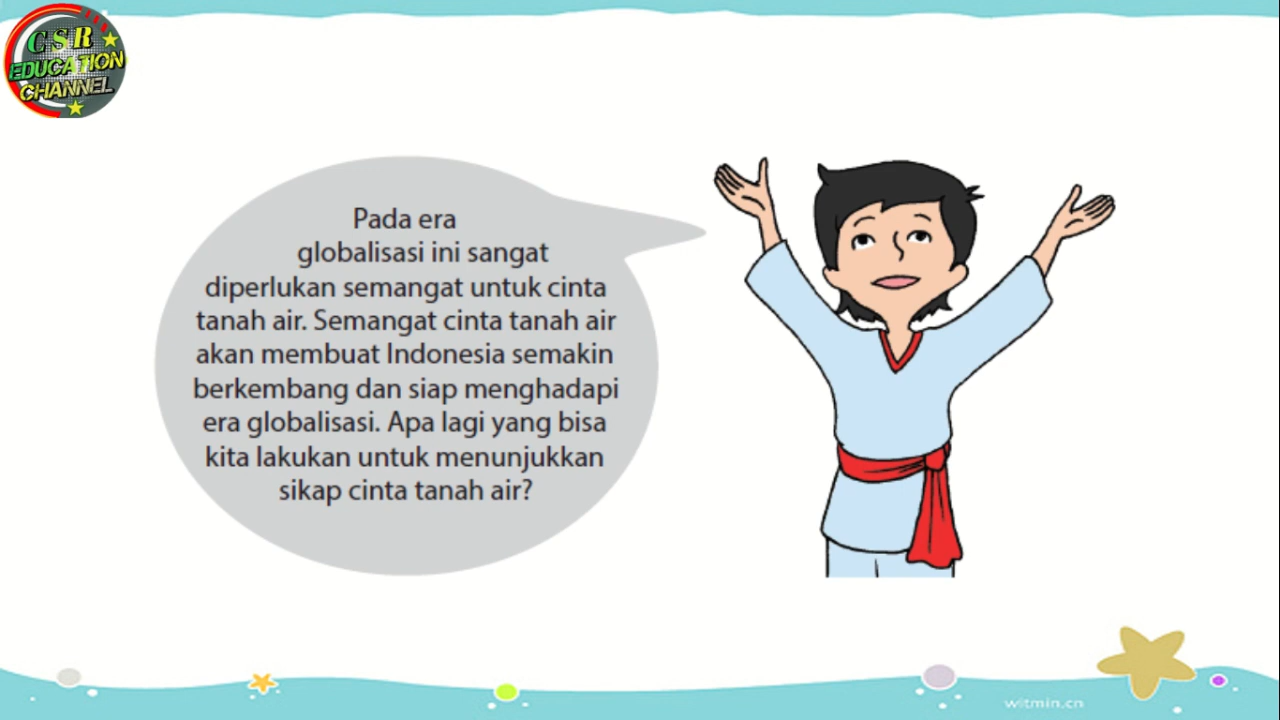 CSR
EDUCATION
CHANNEL
Pada era
globalisasi ini sangat
diperlukan semangat untuk cinta
tanah air. Semangat cinta tanah air
akan membuat Indonesia semakin
berkembang dan siap menghadapi
era globalisasi. Apa lagi yang bisa
kita lakukan untuk menunjukkan
sikap cinta tanah air?
witmin.cn